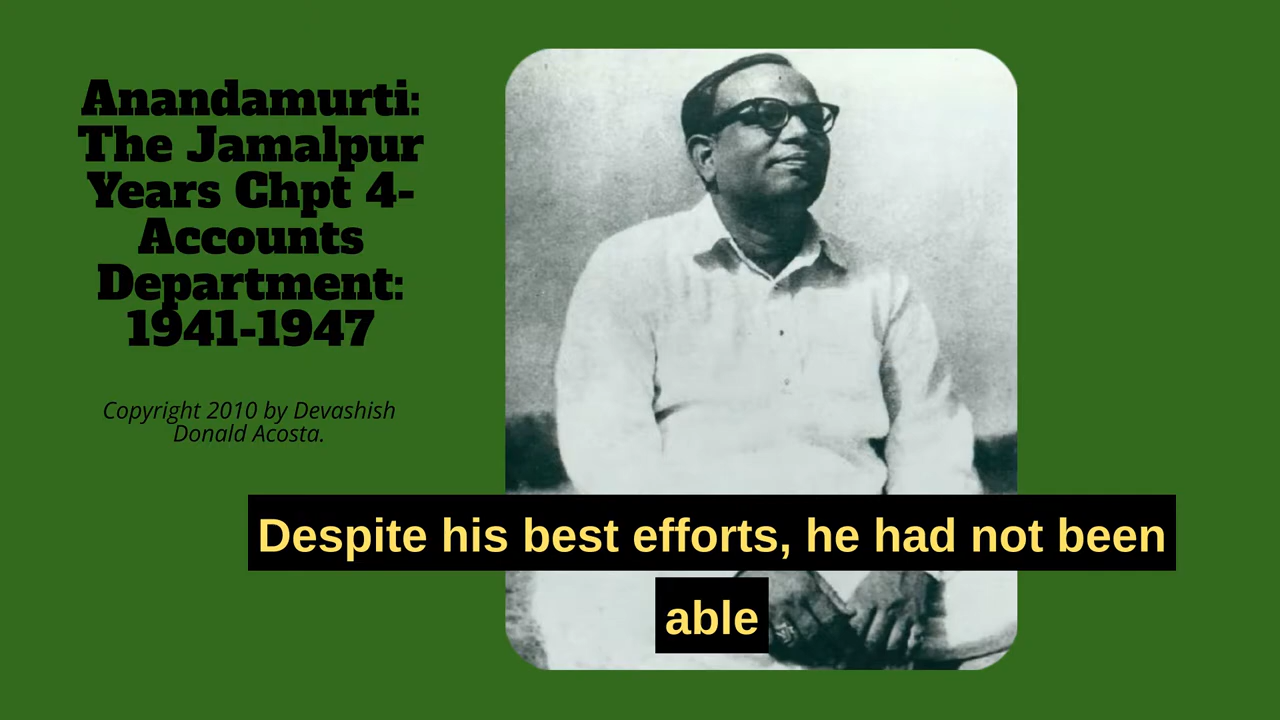 Anandamurti:
The Jamalpur
Years Chpt 4-
Accounts
Department:
1941-1947
Copyright 2010 by Devashish
Donald Acosta.
Despite his best efforts, he had not been
able